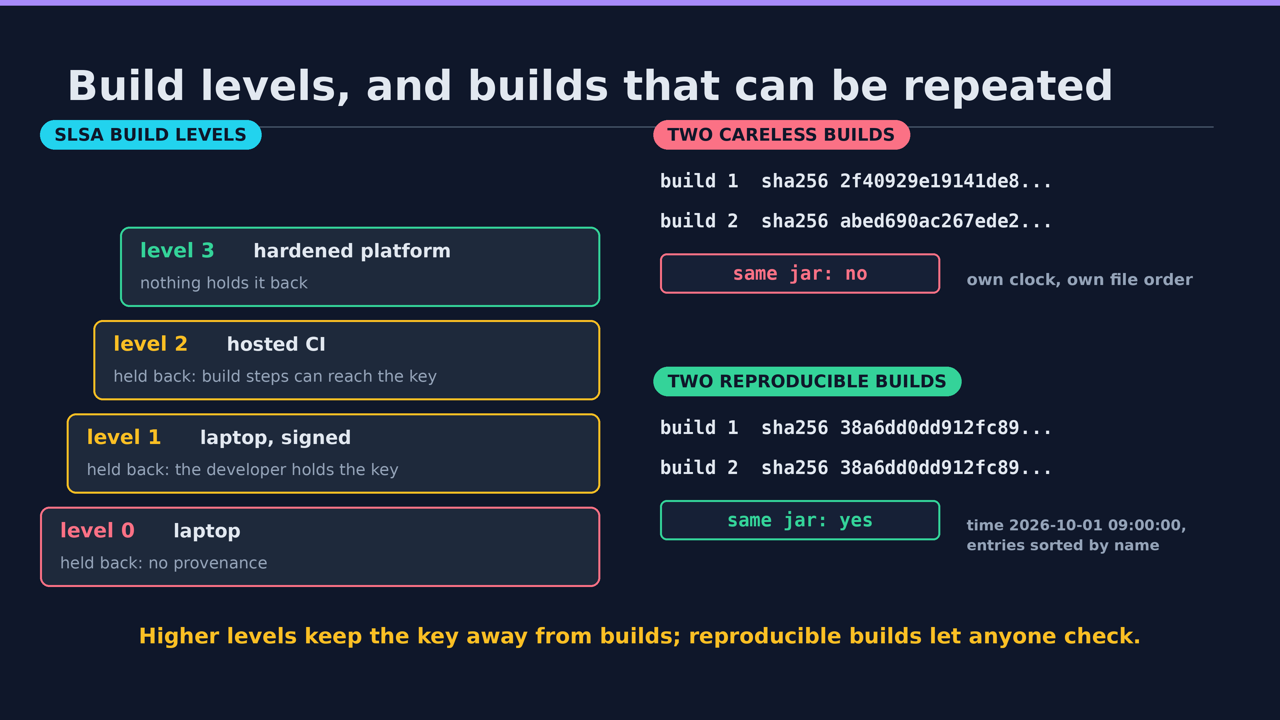 Build levels, and builds that can be repeated
SLSA BUILD LEVELS
level 3 hardened platform
nothing holds it back
level 2 hosted CI
held back: build steps can reach the key
level 1 laptop, signed
held back: the developer holds the key
level 0 laptop
held back: no provenance
TWO CARELESS BUILDS
build 1 sha256 2f40929e19141de8...
build 2 sha256 abed690ac267ede2...
same jar: no
own clock, own file order
TWO REPRODUCIBLE BUILDS
build 1 sha256 38a6dd0dd912fc89...
build 2 sha256 38a6dd0dd912fc89...
same jar: yes
time 2026-10-01 09:00:00,
entries sorted by name
Higher levels keep the key away from builds; reproducible builds let anyone check.